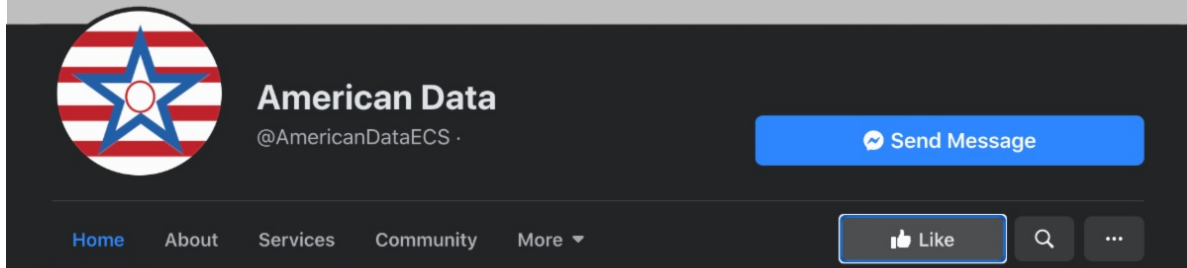 American Data
@AmericanDataECS ·
Send Message
Home About Services Community More
Like